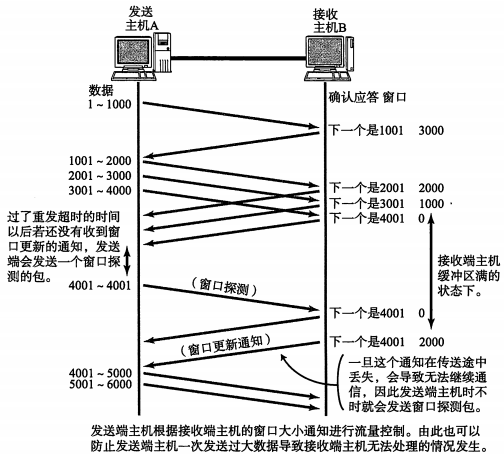 发送
主机A
接收
主机B
数据
确认应答 窗口
1~1000
下一个是1001 3000
1001~2000
2001~3000
3001~4000
下一个是2001 2000
下一个是3001 1000
下一个是4001 0
过了重发超时的时间
以后若还没有收到窗
口更新的通知，发送
端会发送一个窗口探
测的包。
接收端主机
缓冲区满的
状态下。
4001~4001
（窗口探测）
下一个是4001 0
（窗口更新通知）
下一个是4001 2000
4001~5000
5001~6000
一旦这个通知在传送途中
丢失，会导致无法继续通
信，因此发送端主机时不
时就会发送窗口探测包。
发送端主机根据接收端主机的窗口大小通知进行流量控制。由此也可以
防止发送端主机一次发送过大数据导致接收端主机无法处理的情况发生。